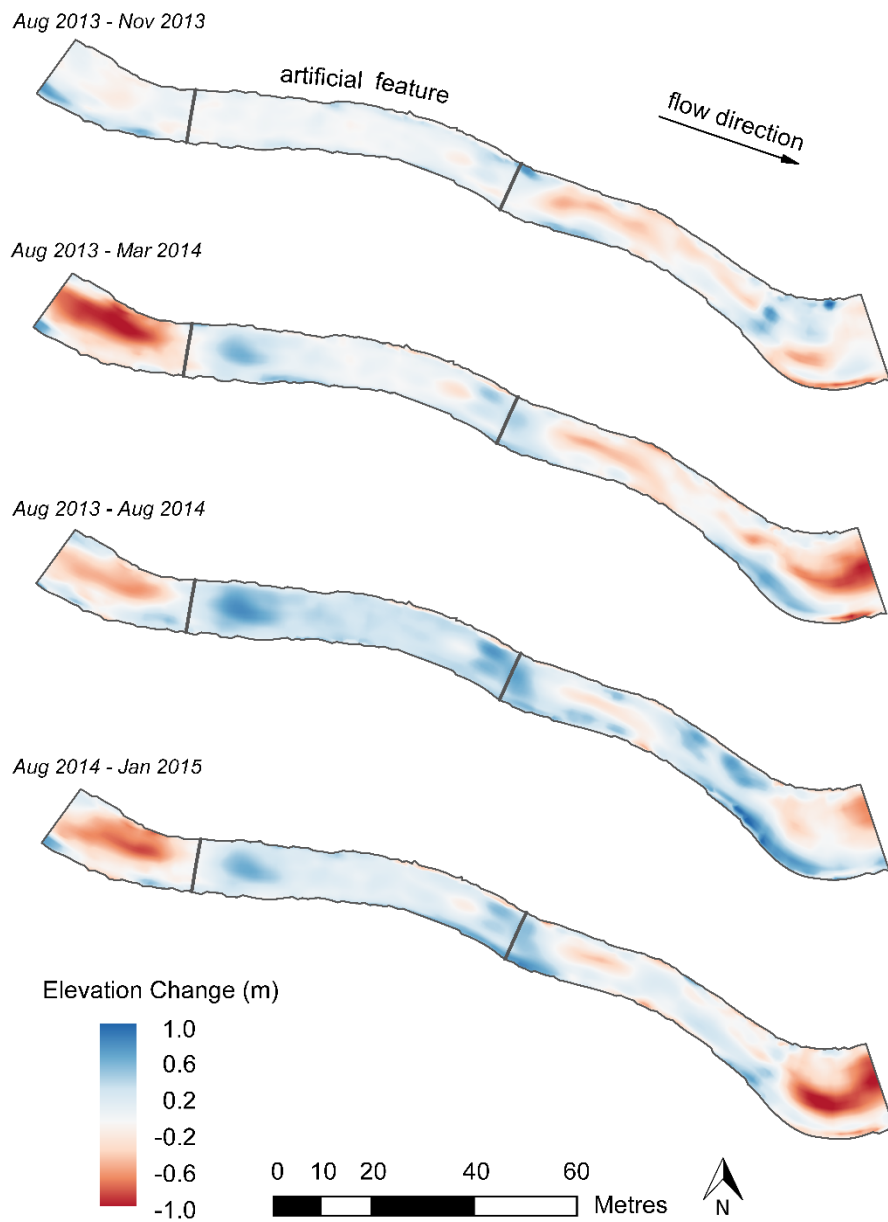 Aug 2013 - Nov 2013
artificial feature
flow direction
Aug 2013 - Mar 2014
Aug 2013 - Aug 2014
Aug 2014 - Jan 2015
Elevation Change (m)
1.0
0.6
0.2
-0.2
-0.6
-1.0
0 10 20 40 60
Metres
N